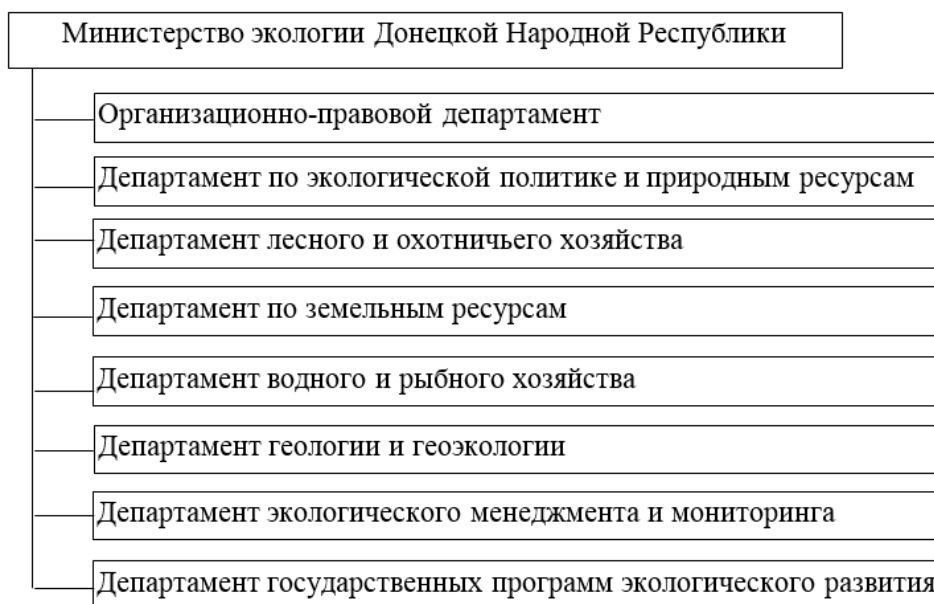 Министерство экологии Донецкой Народной Республики
Организационно-правовой департамент
Департамент по экологической политике и природным ресурсам
Департамент лесного и охотничьего хозяйства
Департамент по земельным ресурсам
Департамент водного и рыбного хозяйства
Департамент геологии и геоэкологии
Департамент экологического менеджмента и мониторинга
Департамент государственных программ экологического развития